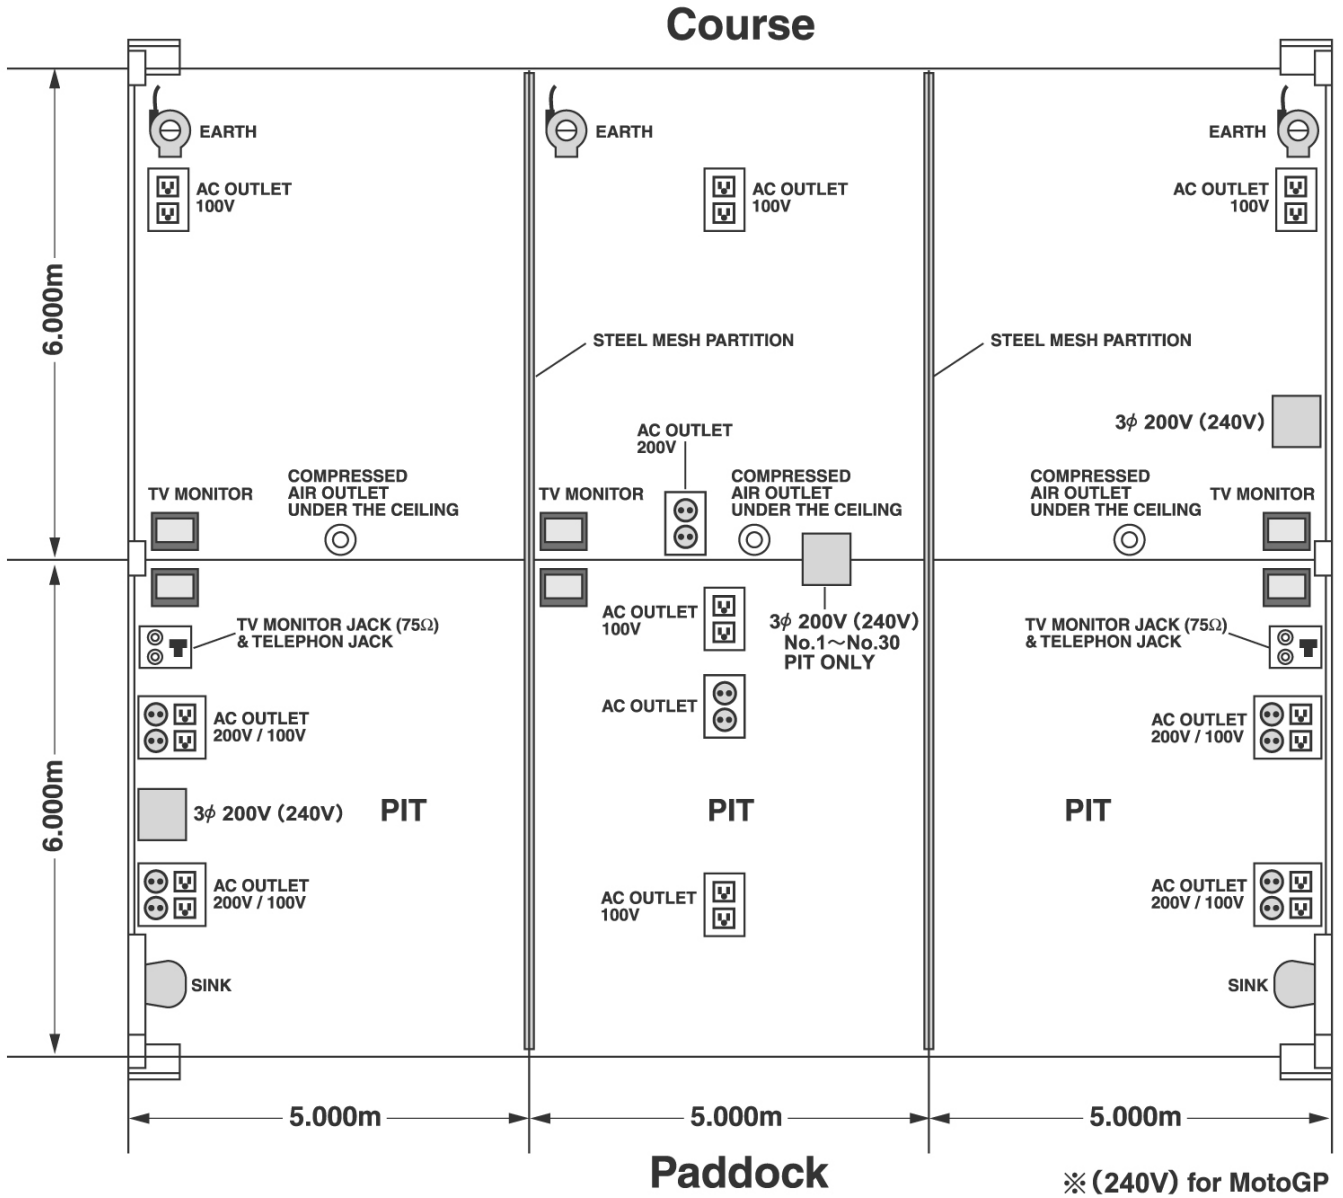 Course
EARTH
EARTH
EARTH
AC OUTLET
100V
AC OUTLET
100V
AC OUTLET
100V
6.000m
STEEL MESH PARTITION
STEEL MESH PARTITION
3φ 200V (240V)
AC OUTLET
200V
TV MONITOR
COMPRESSED
AIR OUTLET
UNDER THE CEILING
TV MONITOR
COMPRESSED
AIR OUTLET
UNDER THE CEILING
COMPRESSED
AIR OUTLET
UNDER THE CEILING
TV MONITOR
TV MONITOR JACK (75Ω)
& TELEPHON JACK
AC OUTLET
100V
3φ 200V (240V)
No.1〜No.30
PIT ONLY
TV MONITOR JACK (75Ω)
& TELEPHON JACK
AC OUTLET
200V / 100V
AC OUTLET
AC OUTLET
200V / 100V
6.000m
3φ 200V (240V)
PIT
PIT
PIT
AC OUTLET
200V / 100V
AC OUTLET
100V
AC OUTLET
200V / 100V
SINK
SINK
5.000m
5.000m
5.000m
Paddock
※(240V) for MotoGP